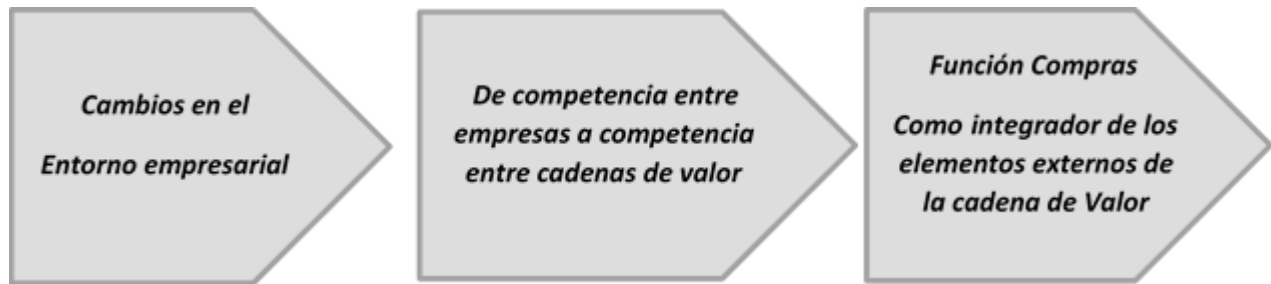 Cambios en el
Entorno empresarial
De competencia entre
empresas a competencia
entre cadenas de valor
Función Compras
Como integrador de los
elementos externos de
la cadena de Valor